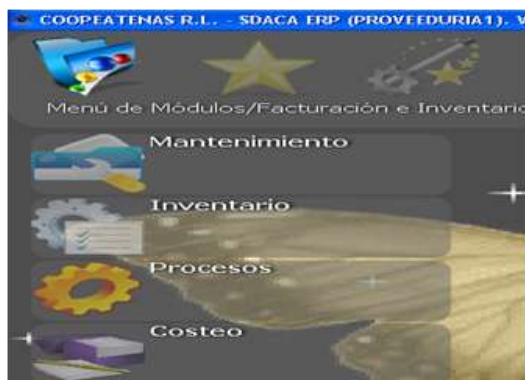 COOPEATENAS R.L. - SDACA ERP (PROVEEDURIA1). V
Menú de Módulos/Facturación e Inventario
Mantenimiento
Inventario
Procesos
Costeo